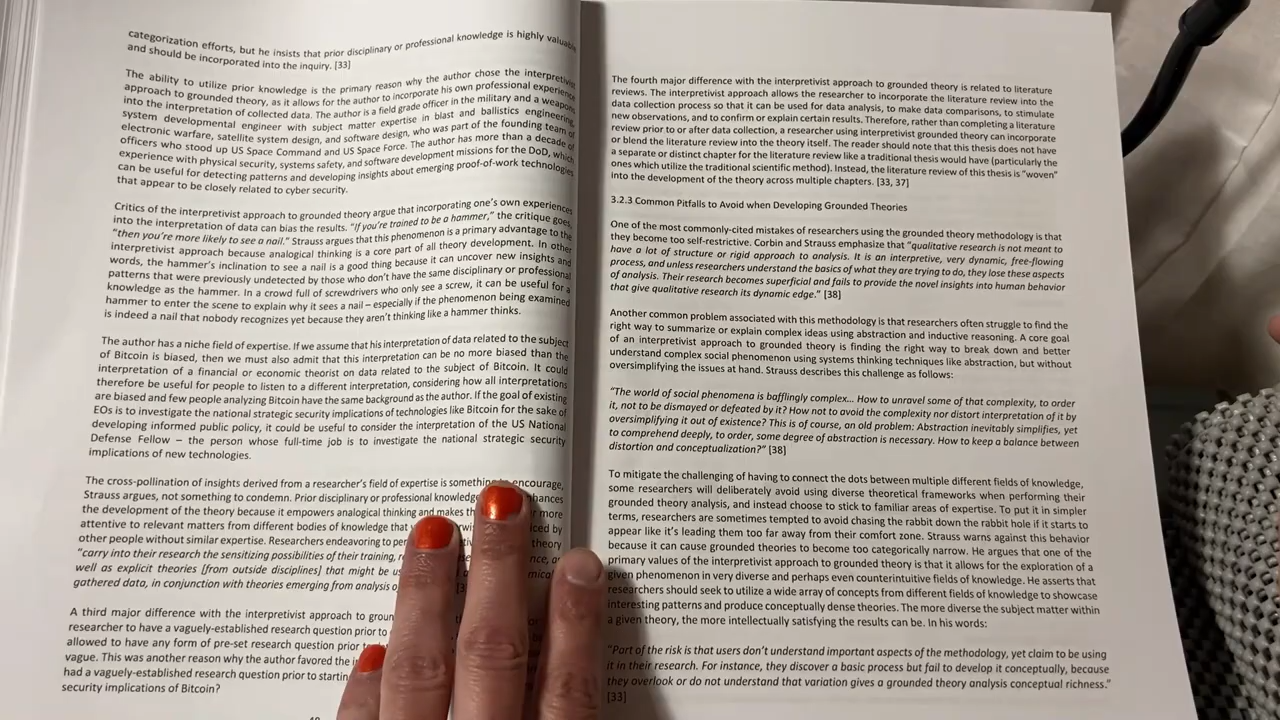 categorization efforts, but he insists that prior disciplinary or professional knowledge is highly valuable
and should be incorporated into the inquiry. [33]
The ability to utilize prior knowledge is the primary reason why the author chose the interpretivist
approach to grounded theory, as it allows for the author to incorporate his own professional experience
into the interpretation of collected data. The author is a field grade officer in the military and a weapons
system developmental engineer with subject matter expertise in blast and ballistics engineering,
electronic warfare, satellite system design, and software design, who was part of the founding team of
officers who stood up US Space Command and US Space Force. The author has more than a decade of
experience with physical security, systems safety, and software development missions for the DoD, which
can be useful for detecting patterns and developing insights about emerging proof-of-work technologies
that appear to be closely related to cyber security.
Critics of the interpretivist approach to grounded theory argue that incorporating one's own experiences
into the interpretation of data can bias the results. "If you're trained to be a hammer," the critique goes,
"then you're more likely to see a nail." Strauss argues that this phenomenon is a primary advantage to the
interpretivist approach because analogical thinking is a core part of all theory development. In other
words, the hammer's inclination to see a nail is a good thing because it can uncover new insights and
patterns that were previously undetected by those who don't have the same disciplinary or professional
knowledge as the hammer. In a crowd full of screwdrivers who only see a screw, it can be useful for a
hammer to enter the scene to explain why it sees a nail – especially if the phenomenon being examined
is indeed a nail that nobody recognizes yet because they aren't thinking like a hammer thinks.
The author has a niche field of expertise. If we assume that his interpretation of data related to the subject
of Bitcoin is biased, then we must also admit that this interpretation can be no more biased than the
interpretation of a financial or economic theorist on data related to the subject of Bitcoin. It could
therefore be useful for people to listen to a different interpretation, considering how all interpretations
are biased and few people analyzing Bitcoin have the same background as the author. If the goal of existing
EOs is to investigate the national strategic security implications of technologies like Bitcoin for the sake of
developing informed public policy, it could be useful to consider the interpretation of the US National
Defense Fellow – the person whose full-time job is to investigate the national strategic security
implications of new technologies.
The cross-pollination of insights derived from a researcher's field of expertise is something to encourage,
Strauss argues, not something to condemn. Prior disciplinary or professional knowledge enhances
the development of the theory because it empowers analogical thinking and makes more
attentive to relevant matters from different bodies of knowledge that by
other people without similar expertise. Researchers endeavoring to theory
"carry into their research the sensitizing possibilities of their training,
well as explicit theories [from outside disciplines] that might be
gathered data, in conjunction with theories emerging from analysis
A third major difference with the interpretivist approach to
researcher to have a vaguely-established research question prior to
allowed to have any form of pre-set research question prior
vague. This was another reason why the author favored the
had a vaguely-established research question prior to
security implications of Bitcoin?
The fourth major difference with the interpretivist approach to grounded theory is related to literature
reviews. The interpretivist approach allows the researcher to incorporate the literature review into the
data collection process so that it can be used for data analysis, to make data comparisons, to stimulate
new observations, and to confirm or explain certain results. Therefore, rather than completing a literature
review prior to or after data collection, a researcher using interpretivist grounded theory can incorporate
or blend the literature review into the theory itself. The reader should note that this thesis does not have
a separate or distinct chapter for the literature review like a traditional thesis would have (particularly the
ones which utilize the traditional scientific method). Instead, the literature review of this thesis is "woven"
into the development of the theory across multiple chapters. [33, 37]
3.2.3 Common Pitfalls to Avoid when Developing Grounded Theories
One of the most commonly-cited mistakes of researchers using the grounded theory methodology is that
they become too self-restrictive. Corbin and Strauss emphasize that "qualitative research is not meant to
have a lot of structure or rigid approach to analysis. It is an interpretive, very dynamic, free-flowing
process, and unless researchers understand the basics of what they are trying to do, they lose these aspects
of analysis. Their research becomes superficial and fails to provide the novel insights into human behavior
that give qualitative research its dynamic edge." [38]
Another common problem associated with this methodology is that researchers often struggle to find the
right way to summarize or explain complex ideas using abstraction and inductive reasoning. A core goal
of an interpretivist approach to grounded theory is finding the right way to break down and better
understand complex social phenomenon using systems thinking techniques like abstraction, but without
oversimplifying the issues at hand. Strauss describes this challenge as follows:
"The world of social phenomena is bafflingly complex... How to unravel some of that complexity, to order
it, not to be dismayed or defeated by it? How not to avoid the complexity nor distort interpretation of it by
oversimplifying it out of existence? This is of course, an old problem: Abstraction inevitably simplifies, yet
to comprehend deeply, to order, some degree of abstraction is necessary. How to keep a balance between
distortion and conceptualization?" [38]
To mitigate the challenging of having to connect the dots between multiple different fields of knowledge,
some researchers will deliberately avoid using diverse theoretical frameworks when performing their
grounded theory analysis, and instead choose to stick to familiar areas of expertise. To put it in simpler
terms, researchers are sometimes tempted to avoid chasing the rabbit down the rabbit hole if it starts to
appear like it's leading them too far away from their comfort zone. Strauss warns against this behavior
because it can cause grounded theories to become too categorically narrow. He argues that one of the
primary values of the interpretivist approach to grounded theory is that it allows for the exploration of a
given phenomenon in very diverse and perhaps even counterintuitive fields of knowledge. He asserts that
researchers should seek to utilize a wide array of concepts from different fields of knowledge to showcase
interesting patterns and produce conceptually dense theories. The more diverse the subject matter within
a given theory, the more intellectually satisfying the results can be. In his words:
"Part of the risk is that users don't understand important aspects of the methodology, yet claim to be using
it in their research. For instance, they discover a basic process but fail to develop it conceptually, because
they overlook or do not understand that variation gives a grounded theory analysis conceptual richness."
[33]